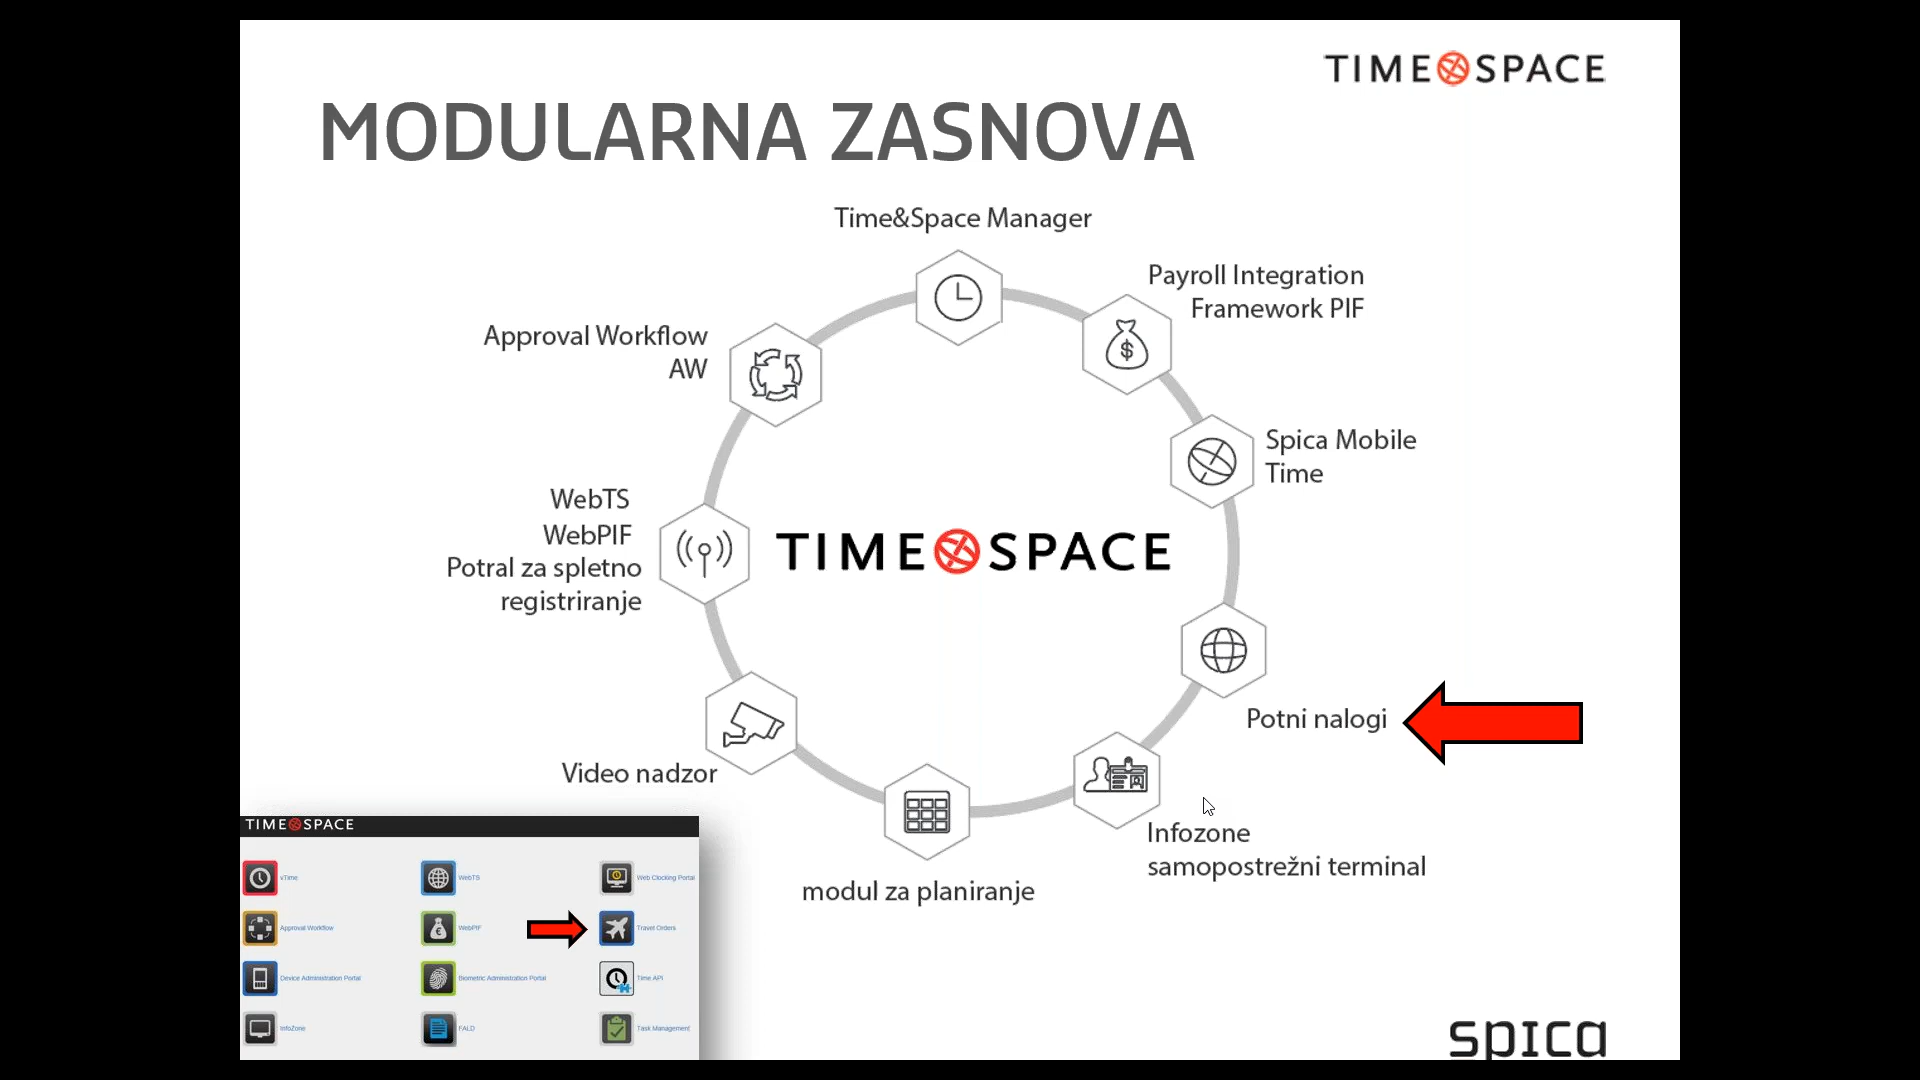 TIME SPACE
MODULARNA ZASNOVA
Time&Space Manager
Payroll Integration
Framework PIF
Approval Workflow
AW
Spica Mobile
Time
WebTS
WebPIF
Potral za spletno
registriranje
TIME SPACE
Potni nalogi
Video nadzor
Infozone
samopostrežni terminal
modul za planiranje
TIME SPACE
vTime
WebTS
Web Clocking Portal
Approval Workflow
WebPIF
Travel Orders
Device Administration Portal
Biometric Administration Portal
Time API
InfoZone
FALD
Task Management
spica